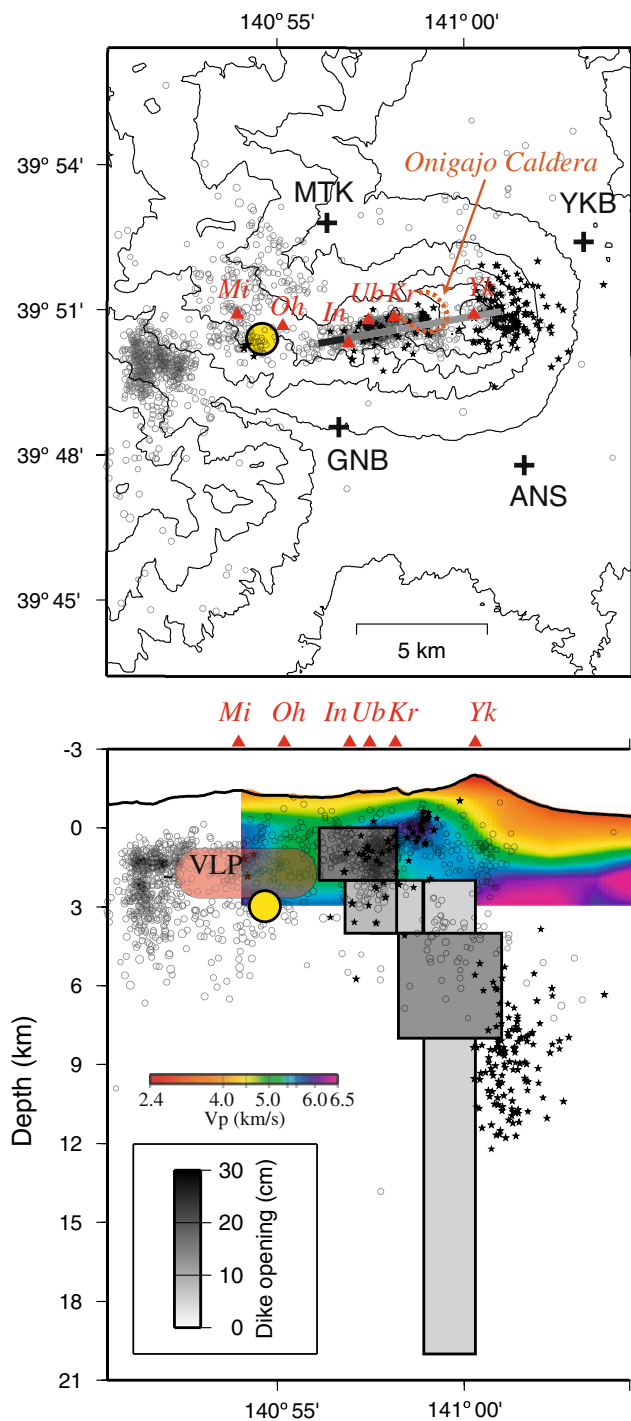 140˚ 55' 141˚ 00'
39˚ 54'
Onigajo Caldera
MTK
YKB
39˚ 51'
Mi Oh In Ub Kr Yk
39˚ 48'
GNB
ANS
39˚ 45'
5 km
Mi Oh In Ub Kr Yk
-3
0
VLP
3
6
9
12
15
18
21
Depth (km)
2.4 4.0 5.0 6.0 6.5
Vp (km/s)
30
20
10
0
Dike opening (cm)
140˚ 55' 141˚ 00'